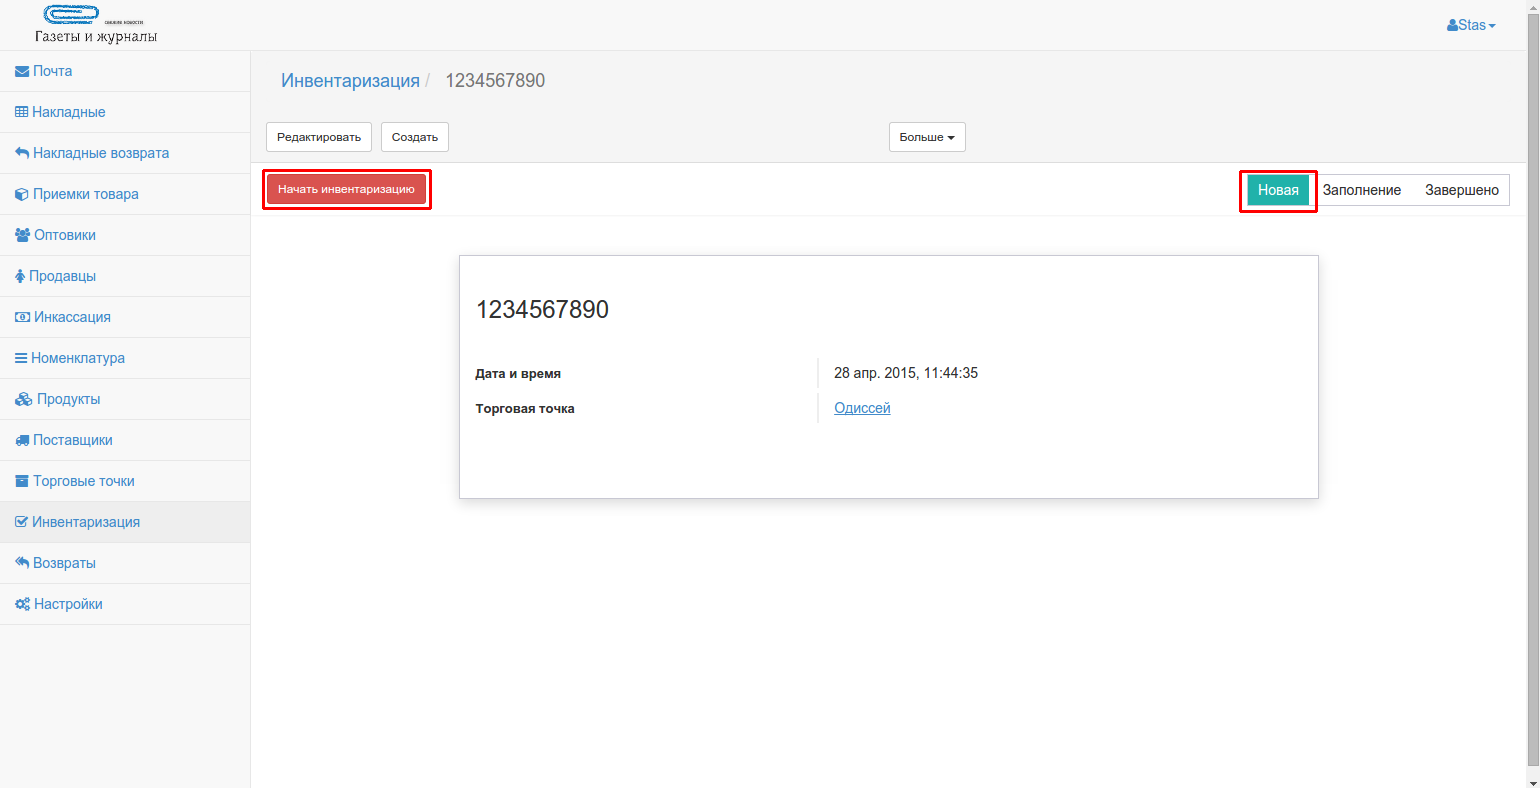 свежие новости
Газеты и журналы
Stas
Почта
Накладные
Накладные возврата
Приемки товара
Оптовики
Продавцы
Инкассация
Номенклатура
Продукты
Поставщики
Торговые точки
Инвентаризация
Возвраты
Настройки
Инвентаризация / 1234567890
Редактировать Создать Больше
Начать инвентаризацию Новая Заполнение Завершено
1234567890
Дата и время 28 апр. 2015, 11:44:35
Торговая точка Одиссей